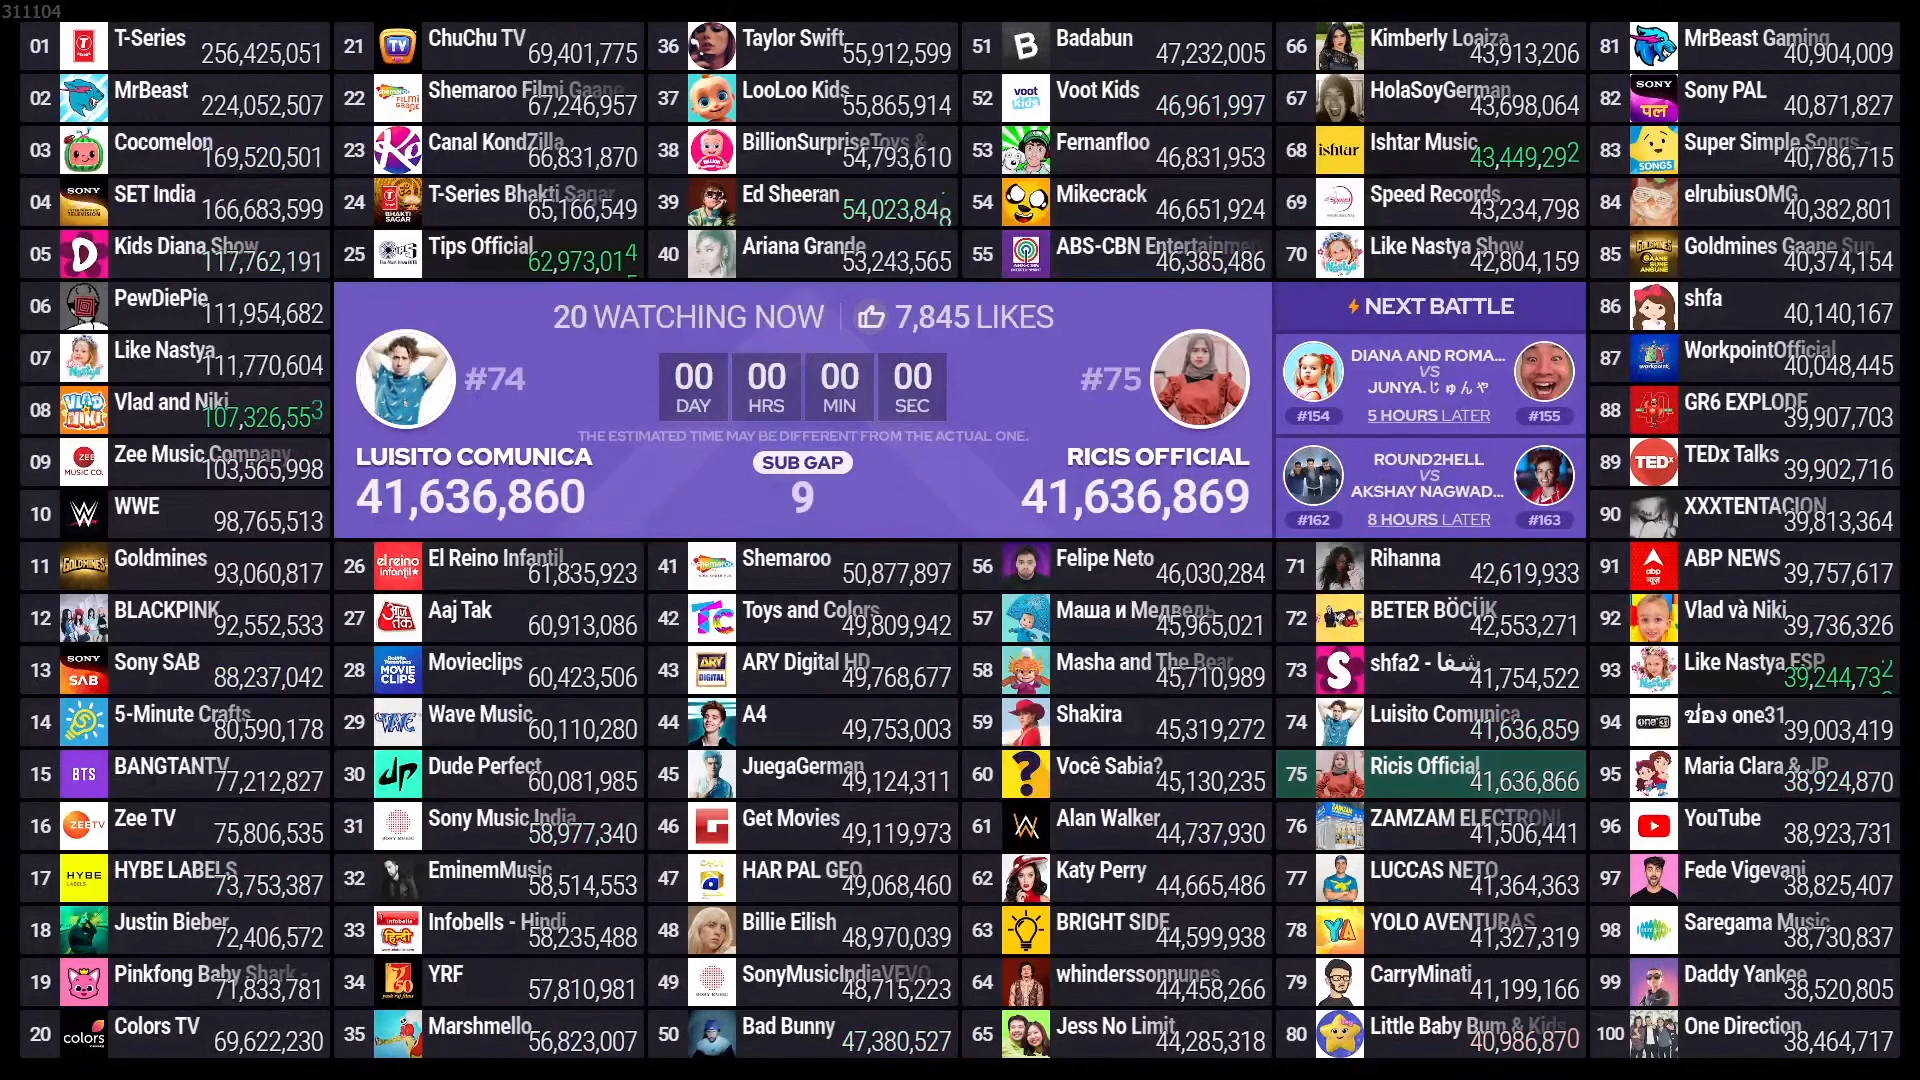 311104
01 T-Series 256,425,051
02 MrBeast 224,052,507
03 Cocomelon 169,520,501
04 SET India 166,683,599
05 Kids Diana Show 117,762,191
06 PewDiePie 111,954,682
07 Like Nastya 111,770,604
08 Vlad and Niki 107,326,553
09 Zee Music Company 103,565,998
10 WWE 98,765,513
11 Goldmines 93,060,817
12 BLACKPINK 92,552,533
13 Sony SAB 88,237,042
14 5-Minute Crafts 80,590,178
15 BANGTANTV 77,212,827
16 Zee TV 75,806,535
17 HYBE LABELS 73,753,387
18 Justin Bieber 72,406,572
19 Pinkfong Baby Shark - 71,833,781
20 Colors TV 69,622,230
21 ChuChu TV 69,401,775
22 Shemaroo Filmi Gaane 67,246,957
23 Canal KondZilla 66,831,870
24 T-Series Bhakti Sagar 65,166,549
25 Tips Official 62,973,014
36 Taylor Swift 55,912,599
37 LooLoo Kids 55,865,914
38 BillionSurpriseToys & 54,793,610
39 Ed Sheeran 54,023,848
40 Ariana Grande 53,243,565
51 Badabun 47,232,005
52 Voot Kids 46,961,997
53 Fernanfloo 46,831,953
54 Mikecrack 46,651,924
55 ABS-CBN Entertainmen 46,385,486
66 Kimberly Loaiza 43,913,206
67 HolaSoyGerman 43,698,064
68 Ishtar Music 43,449,292
69 Speed Records 43,234,798
70 Like Nastya Show 42,804,159
20 WATCHING NOW 7,845 LIKES
#74
00 DAY 00 HRS 00 MIN 00 SEC
#75
THE ESTIMATED TIME MAY BE DIFFERENT FROM THE ACTUAL ONE.
LUISITO COMUNICA
41,636,860
SUB GAP
9
RICIS OFFICIAL
41,636,869
NEXT BATTLE
DIANA AND ROMA...
VS
JUNYA.じゅんや
#154 5 HOURS LATER #155
ROUND2HELL
VS
AKSHAY NAGWAD...
#162 8 HOURS LATER #163
26 El Reino Infantil 61,835,923
27 Aaj Tak 60,913,086
28 Movieclips 60,423,506
29 Wave Music 60,110,280
30 Dude Perfect 60,081,985
31 Sony Music India 58,977,340
32 EminemMusic 58,514,553
33 Infobells - Hindi 58,235,488
34 YRF 57,810,981
35 Marshmello 56,823,007
41 Shemaroo 50,877,897
42 Toys and Colors 49,809,942
43 ARY Digital HD 49,768,677
44 A4 49,753,003
45 JuegaGerman 49,124,311
46 Get Movies 49,119,973
47 HAR PAL GEO 49,068,460
48 Billie Eilish 48,970,039
49 SonyMusicIndiaVEVO 48,715,223
50 Bad Bunny 47,380,527
56 Felipe Neto 46,030,284
57 Маша и Медведь 45,965,021
58 Masha and The Bear 45,710,989
59 Shakira 45,319,272
60 Você Sabia? 45,130,235
61 Alan Walker 44,737,930
62 Katy Perry 44,665,486
63 BRIGHT SIDE 44,599,938
64 whinderssonnunes 44,458,266
65 Jess No Limit 44,285,318
71 Rihanna 42,619,933
72 BETER BÖCÜK 42,553,271
73 shfa2 - شفا 41,754,522
74 Luisito Comunica 41,636,859
75 Ricis Official 41,636,866
76 ZAMZAM ELECTRONI 41,506,441
77 LUCCAS NETO 41,364,363
78 YOLO AVENTURAS 41,327,319
79 CarryMinati 41,199,166
80 Little Baby Bum & Kids 40,986,870
81 MrBeast Gaming 40,904,009
82 Sony PAL 40,871,827
83 Super Simple Songs - 40,786,715
84 elrubiusOMG 40,382,801
85 Goldmines Gaane Sun 40,374,154
86 shfa 40,140,167
87 WorkpointOfficial 40,048,445
88 GR6 EXPLODE 39,907,703
89 TEDx Talks 39,902,716
90 XXXTENTACION 39,813,364
91 ABP NEWS 39,757,617
92 Vlad và Niki 39,736,326
93 Like Nastya ESP 39,244,732
94 ช่อง one31 39,003,419
95 Maria Clara & JP 38,924,870
96 YouTube 38,923,731
97 Fede Vigevani 38,825,407
98 Saregama Music 38,730,837
99 Daddy Yankee 38,520,805
100 One Direction 38,464,717